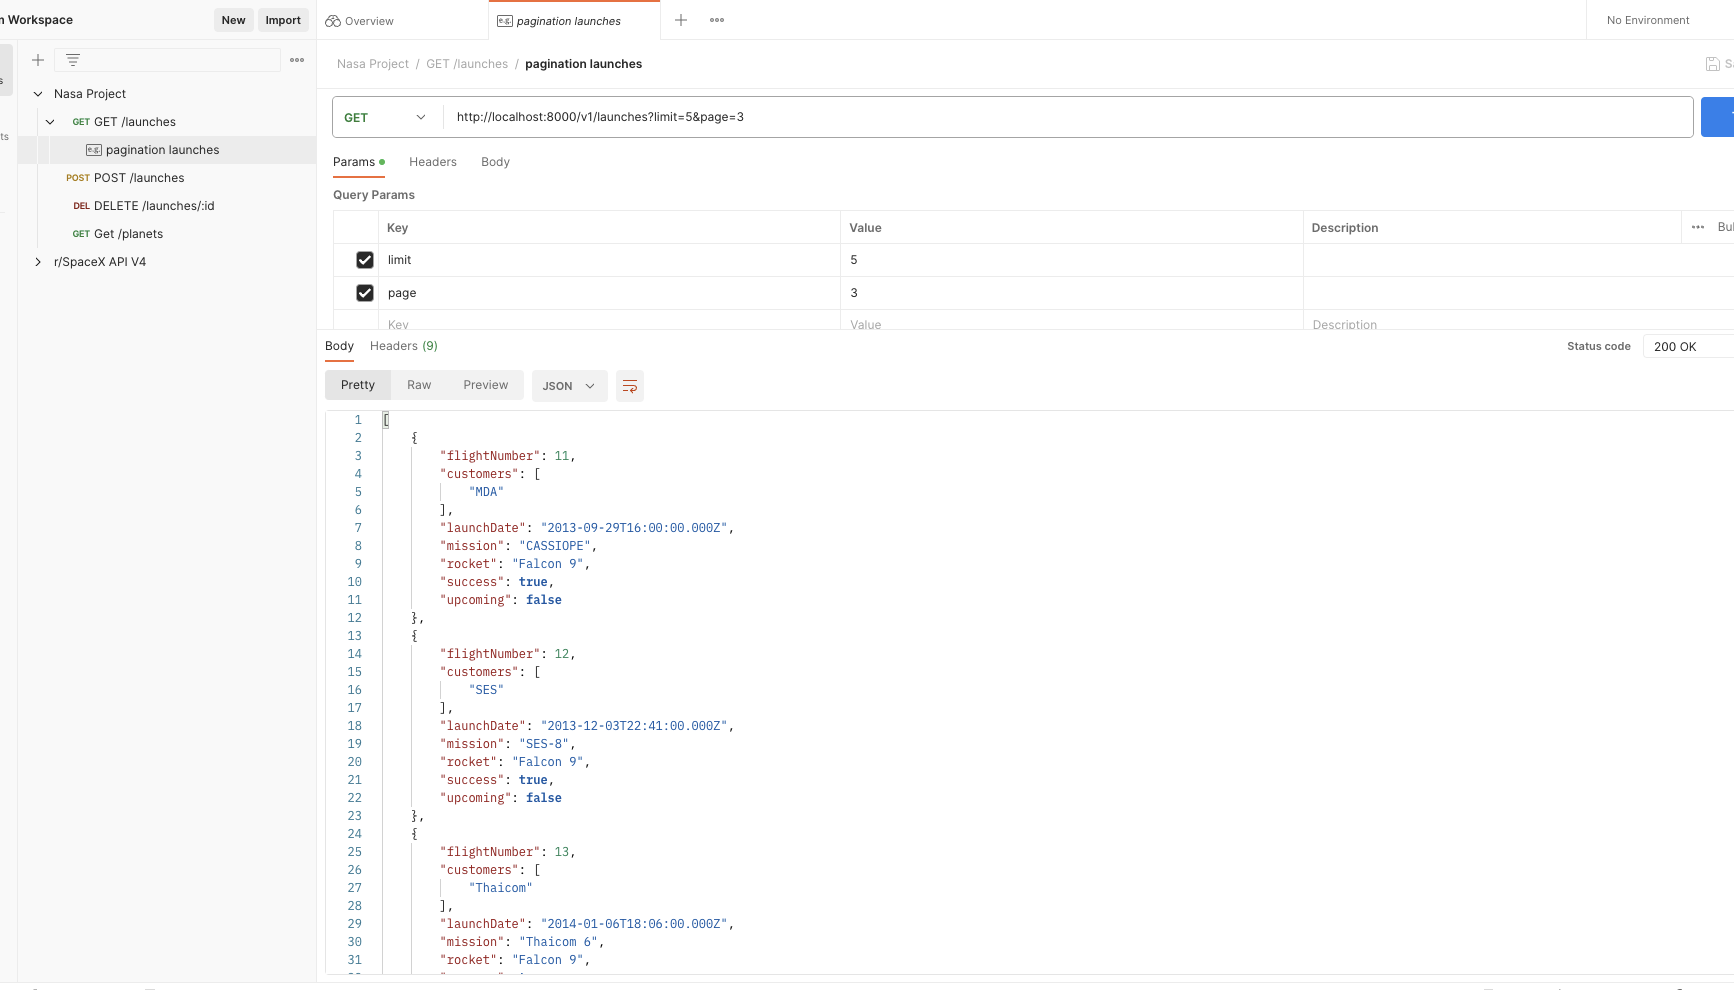 Workspace
New
Import
Overview
e.g. pagination launches
No Environment
Nasa Project / GET /launches / pagination launches
GET
http://localhost:8000/v1/launches?limit=5&page=3
Nasa Project
GET GET /launches
e.g. pagination launches
POST POST /launches
DEL DELETE /launches/:id
GET Get /planets
r/SpaceX API V4
Params
Headers
Body
Query Params
Key
Value
Description
limit
5
page
3
Key
Value
Description
Body
Headers (9)
Status code
200 OK
Pretty
Raw
Preview
JSON
1 [
2 {
3 "flightNumber": 11,
4 "customers": [
5 "MDA"
6 ],
7 "launchDate": "2013-09-29T16:00:00.000Z",
8 "mission": "CASSIOPE",
9 "rocket": "Falcon 9",
10 "success": true,
11 "upcoming": false
12 },
13 {
14 "flightNumber": 12,
15 "customers": [
16 "SES"
17 ],
18 "launchDate": "2013-12-03T22:41:00.000Z",
19 "mission": "SES-8",
20 "rocket": "Falcon 9",
21 "success": true,
22 "upcoming": false
23 },
24 {
25 "flightNumber": 13,
26 "customers": [
27 "Thaicom"
28 ],
29 "launchDate": "2014-01-06T18:06:00.000Z",
30 "mission": "Thaicom 6",
31 "rocket": "Falcon 9",